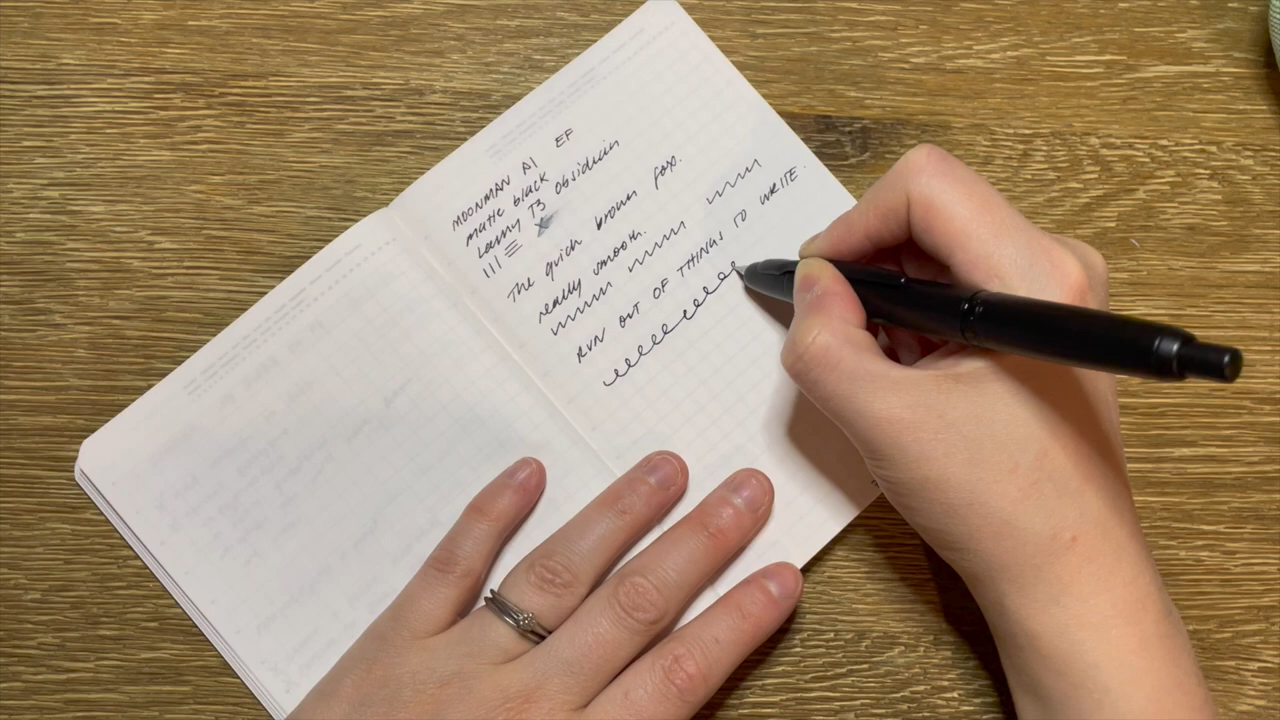 MOONMAN A1 EF
matte black
Lamy T53 obsidian
The quick brown fox.
really smooth.
RUN OUT OF THINGS TO WRITE.